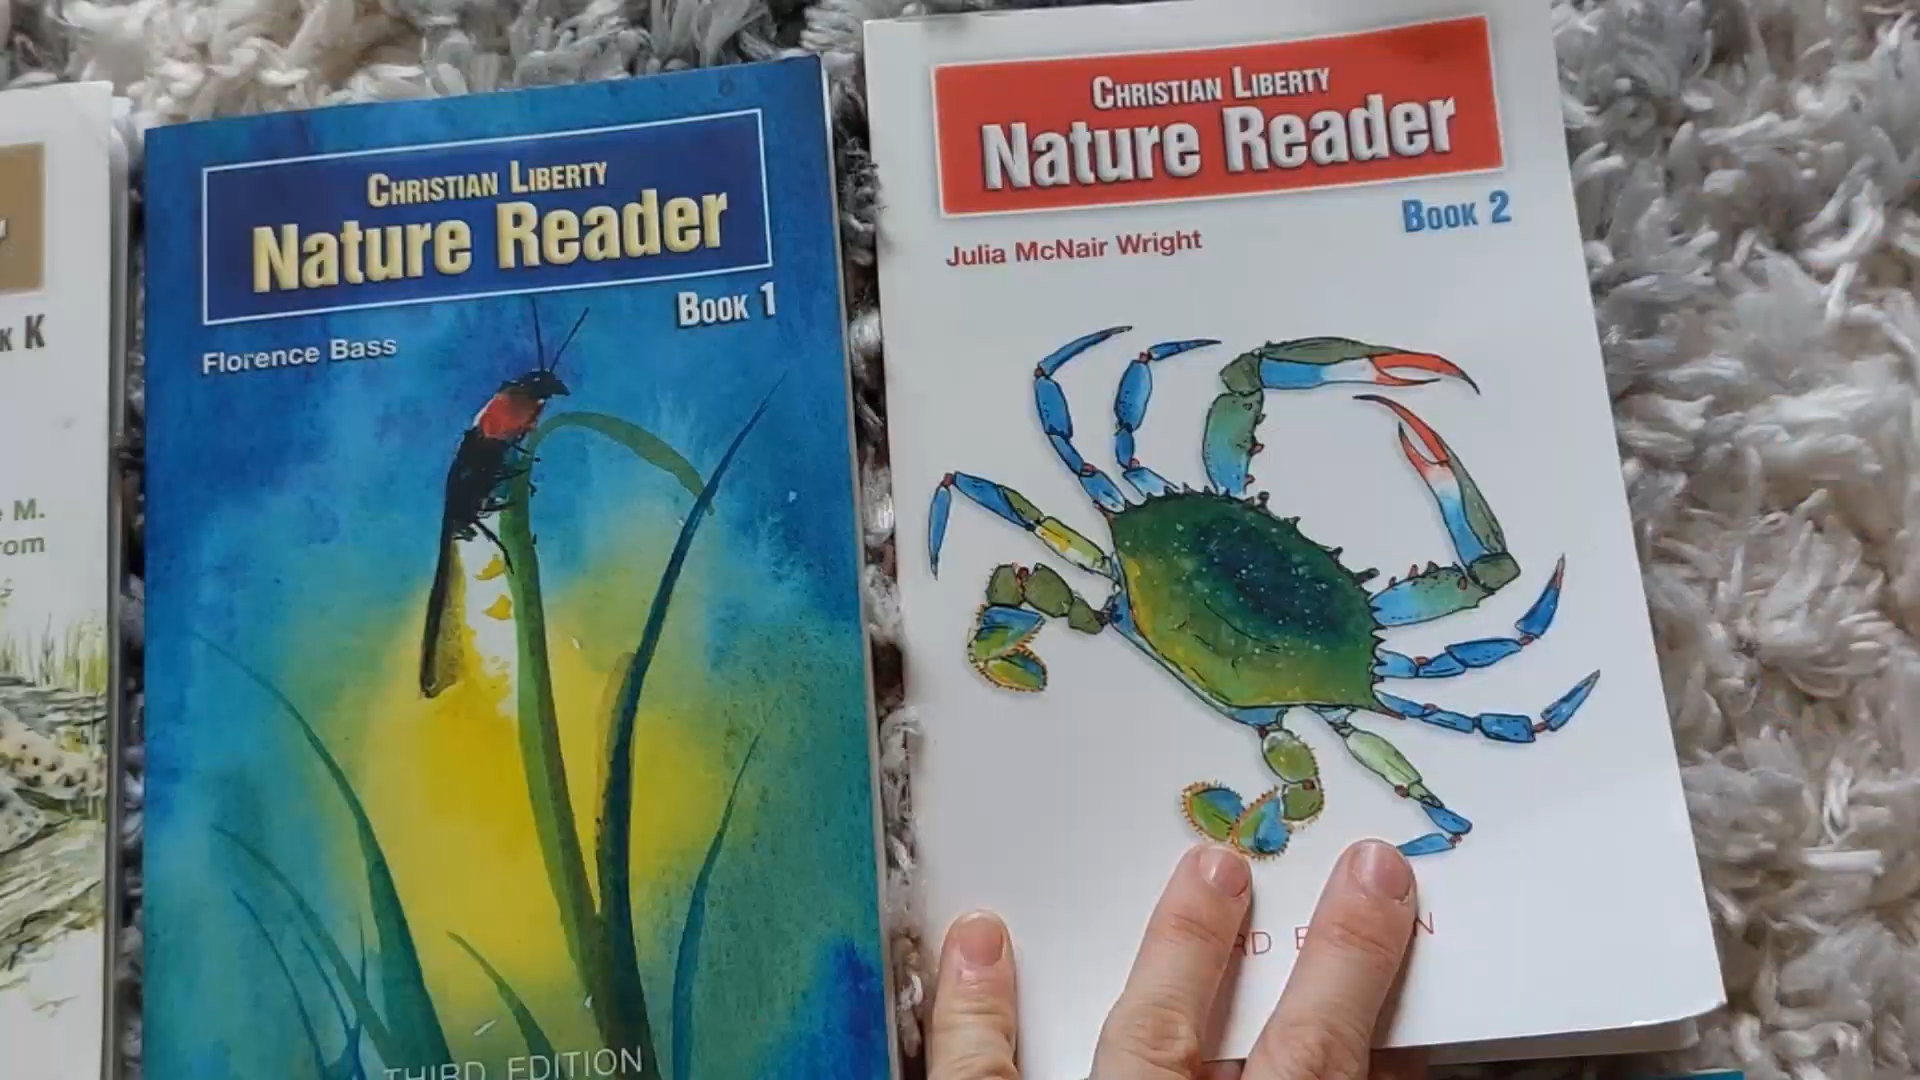 K K
M.
CHRISTIAN LIBERTY
Nature Reader
BOOK 1
Florence Bass
THIRD EDITION
CHRISTIAN LIBERTY
Nature Reader
BOOK 2
Julia McNair Wright